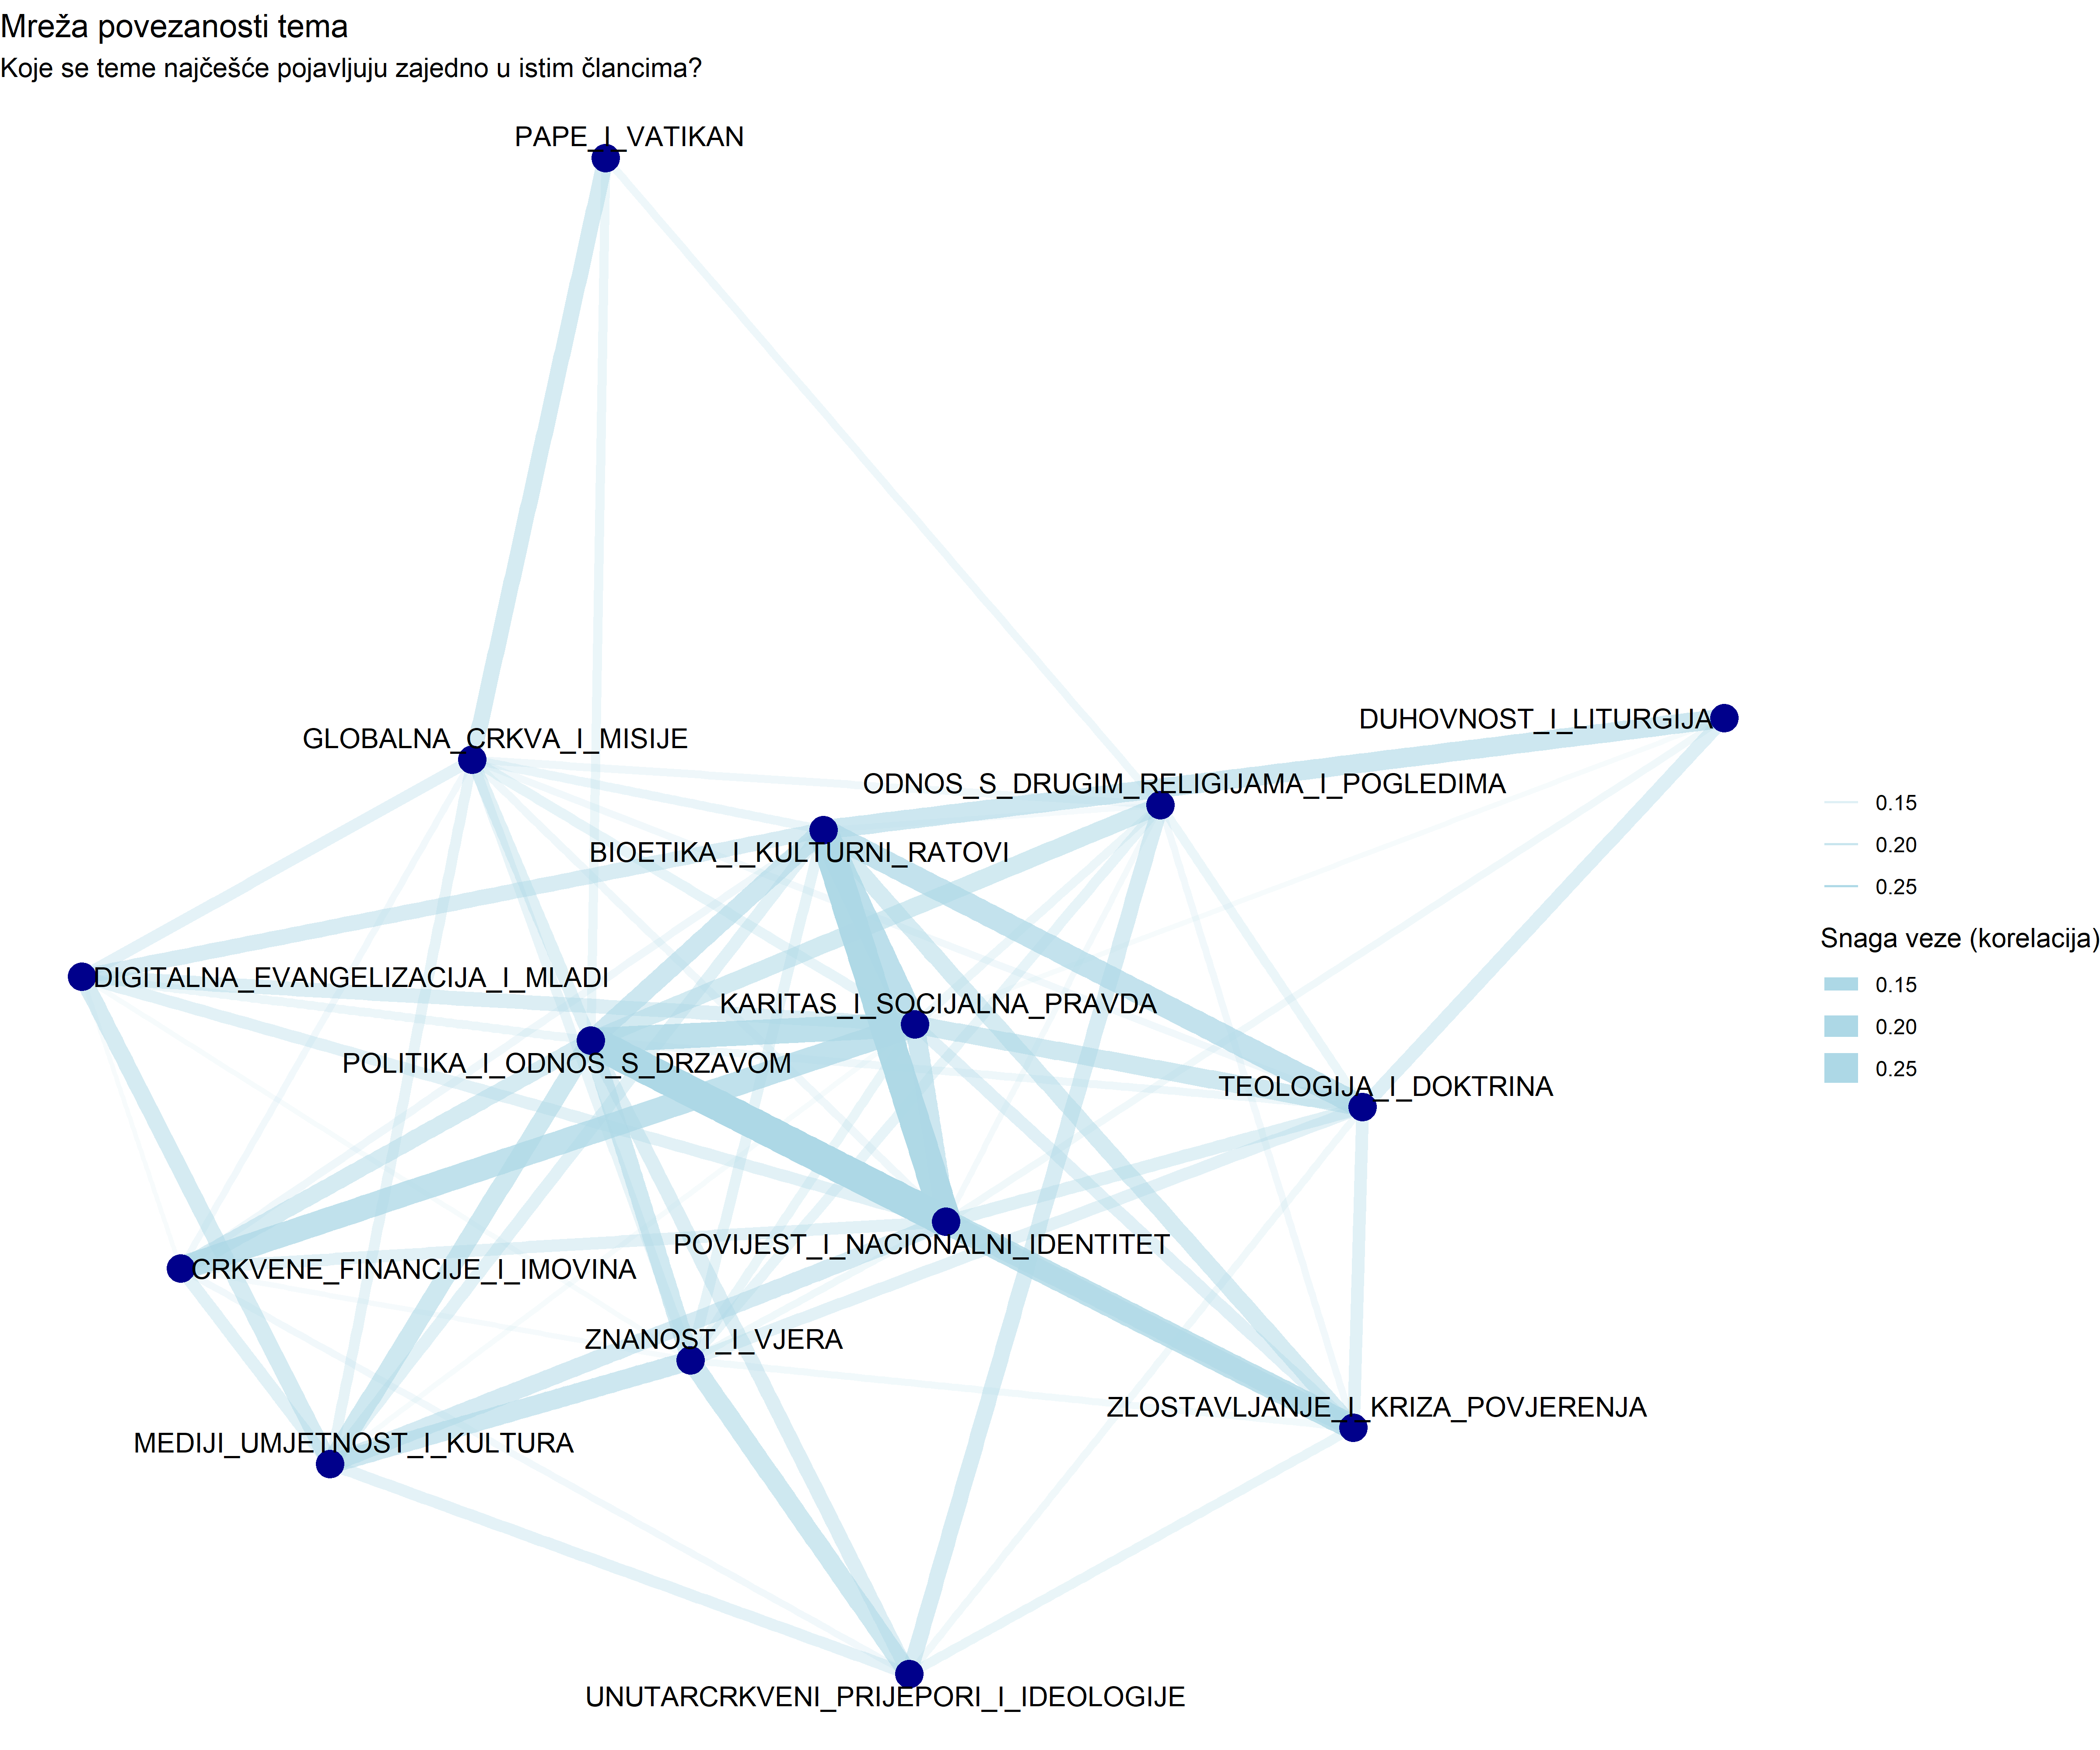 Mreža povezanosti tema
Koje se teme najčešće pojavljuju zajedno u istim člancima?
PAPE_I_VATIKAN
DUHOVNOST_I_LITURGIJA
GLOBALNA_CRKVA_I_MISIJE
ODNOS_S_DRUGIM_RELIGIJAMA_I_POGLEDIMA
BIOETIKA_I_KULTURNI_RATOVI
DIGITALNA_EVANGELIZACIJA_I_MLADI
KARITAS_I_SOCIJALNA_PRAVDA
POLITIKA_I_ODNOS_S_DRZAVOM
TEOLOGIJA_I_DOKTRINA
POVIJEST_I_NACIONALNI_IDENTITET
CRKVENE_FINANCIJE_I_IMOVINA
ZNANOST_I_VJERA
ZLOSTAVLJANJE_I_KRIZA_POVJERENJA
MEDIJI_UMJETNOST_I_KULTURA
UNUTARCRKVENI_PRIJEPORI_I_IDEOLOGIJE
0.15
0.20
0.25
Snaga veze (korelacija)
0.15
0.20
0.25